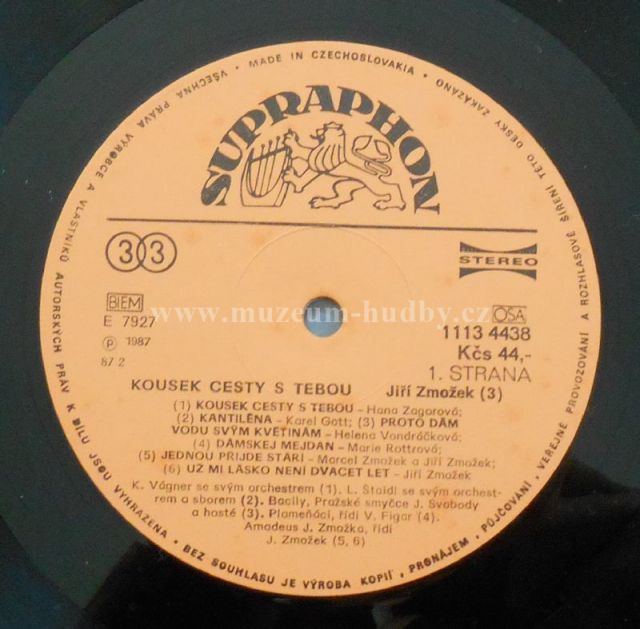 VŠECHNA PRÁVA VÝROBCE A VLASTNÍKŮ AUTORSKÝCH PRÁV K DÍLU JSOU VYHRAZENA • BEZ SOUHLASU JE VÝROBA KOPIÍ, PRONÁJEM, PŮJČOVÁNÍ, VEŘEJNÉ PROVOZOVÁNÍ A ROZHLASOVÉ ŠÍŘENÍ TÉTO DESKY ZAKÁZÁNO
• MADE IN CZECHOSLOVAKIA •
SUPRAPHON
33
STEREO
www.muzeum-hudby.cz
BIEM
OSA
E 7927
1113 4438
℗ 1987
Kčs 44,-
87 2
1. STRANA
KOUSEK CESTY S TEBOU Jiří Zmožek (3)
(1) KOUSEK CESTY S TEBOU – Hana Zagorová;
(2) KANTILÉNA – Karel Gott; (3) PROTO DÁM
VODU SVÝM KVĚTINÁM – Helena Vondráčková;
(4) DÁMSKEJ MEJDAN – Marie Rottrová;
(5) JEDNOU PŘIJDE STÁŘÍ – Marcel Zmožek a Jiří Zmožek;
(6) UŽ MI LÁSKO NENÍ DVACET LET – Jiří Zmožek
K. Vágner se svým orchestrem (1). L. Štaidl se svým orchest-
rem a sborem (2). Bacily, Pražské smyčce J. Svobody
a hosté (3). Plameňáci, řídí V. Figar (4).
Amadeus J. Zmožka, řídí
J. Zmožek (5, 6)